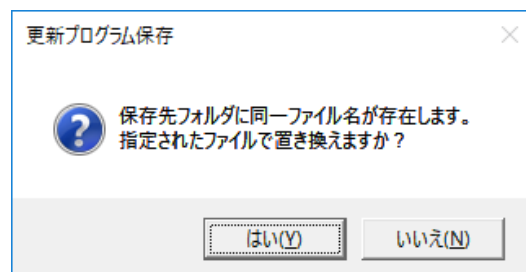 更新プログラム保存
保存先フォルダに同一ファイル名が存在します。
指定されたファイルで置き換えますか？
はい(Y)
いいえ(N)